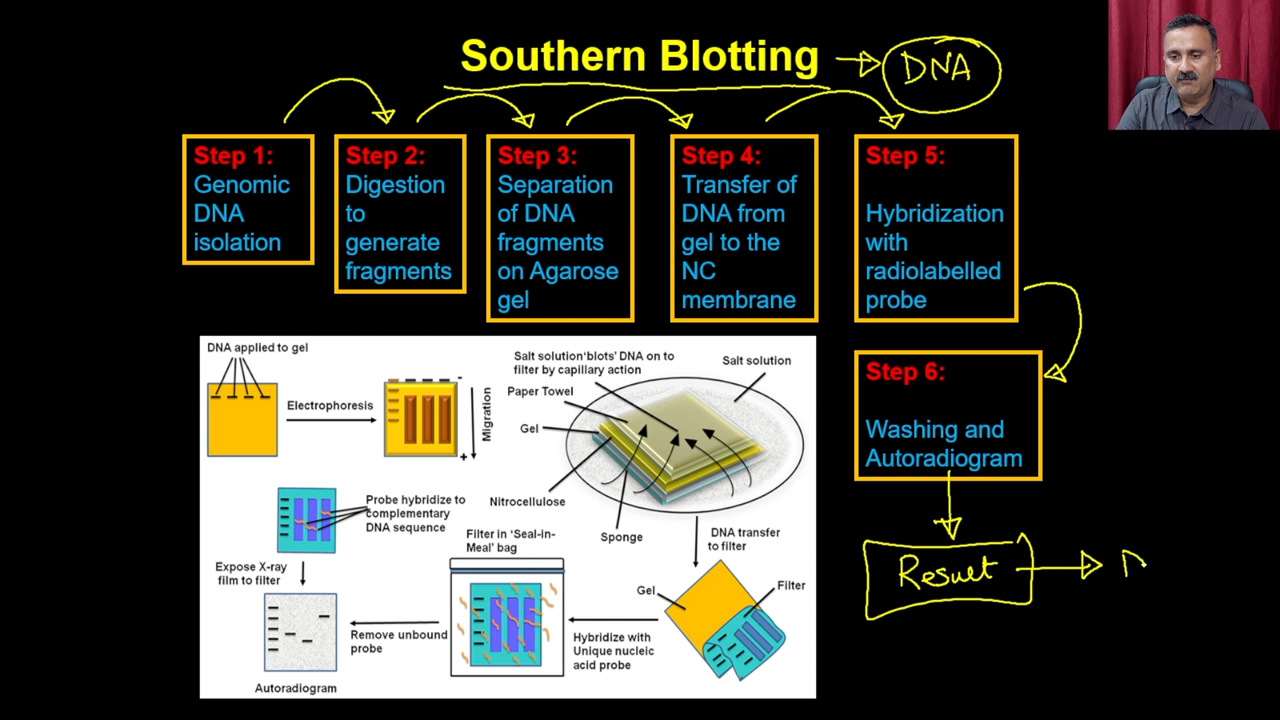 Southern Blotting
DNA
Step 1:
Genomic
DNA
isolation
Step 2:
Digestion
to
generate
fragments
Step 3:
Separation
of DNA
fragments
on Agarose
gel
Step 4:
Transfer of
DNA from
gel to the
NC
membrane
Step 5:
Hybridization
with
radiolabelled
probe
Step 6:
Washing and
Autoradiogram
Result
DNA applied to gel
Electrophoresis
-
+
Migration
Salt solution'blots' DNA on to
filter by capillary action
Salt solution
Paper Towel
Gel
Nitrocellulose
Sponge
DNA transfer
to filter
Gel
Filter
Hybridize with
Unique nucleic
acid probe
Filter in 'Seal-in-
Meal' bag
Remove unbound
probe
Probe hybridize to
complementary
DNA sequence
Expose X-ray
film to filter
Autoradiogram